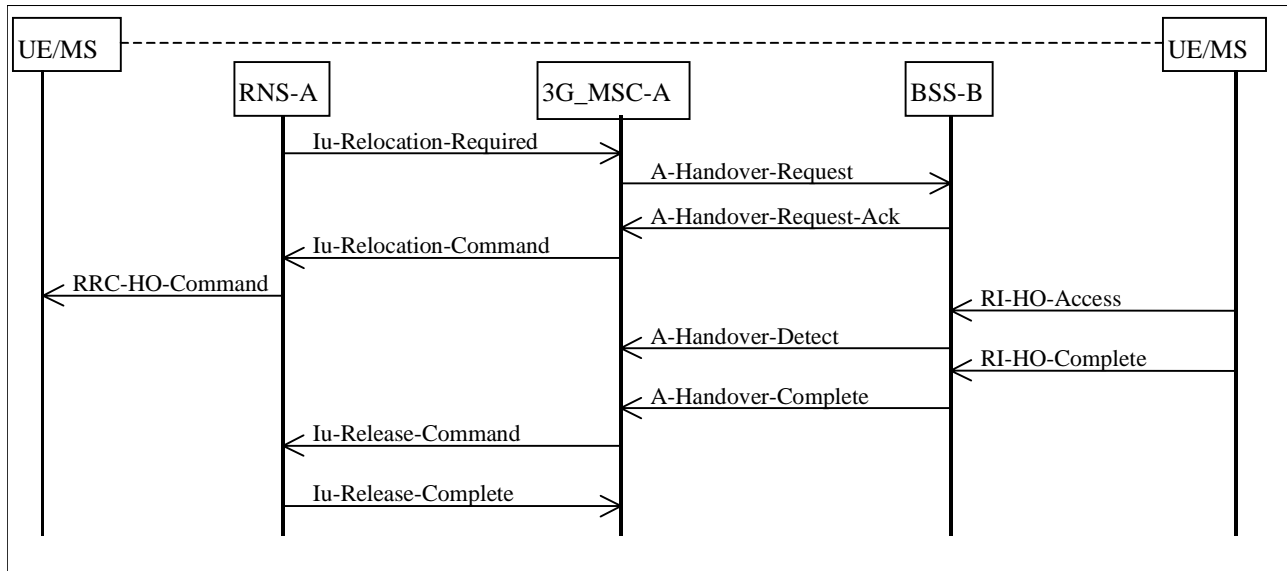 UE/MS
UE/MS
RNS-A
3G_MSC-A
BSS-B
Iu-Relocation-Required
A-Handover-Request
A-Handover-Request-Ack
Iu-Relocation-Command
RRC-HO-Command
RI-HO-Access
A-Handover-Detect
RI-HO-Complete
A-Handover-Complete
Iu-Release-Command
Iu-Release-Complete